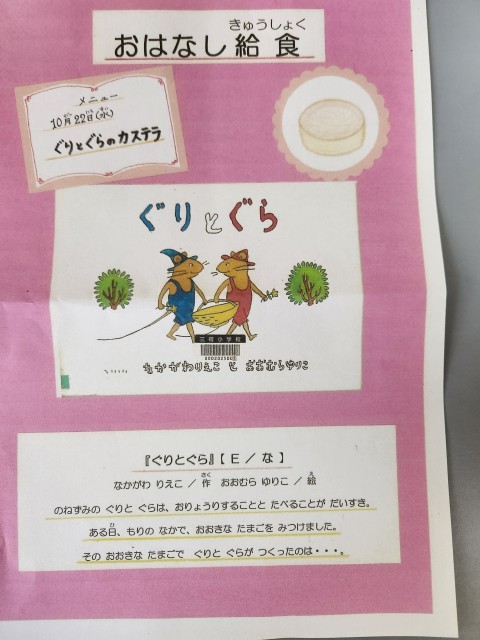 きゅうしょく
おはなし給食
メニュー
10月22日(水)
ぐりとぐらのカステラ
ぐりとぐら
三宿小学校
なかがわりえこ と おおむらゆりこ
『ぐりとぐら』【E/な】
なかがわ りえこ/作 おおむら ゆりこ/絵
のねずみの ぐりと ぐらは、おりょうりすることと たべることが だいすき。
ある日、もりの なかで、おおきな たまごを みつけました。
その おおきな たまごで ぐりと ぐらが つくったのは・・・。